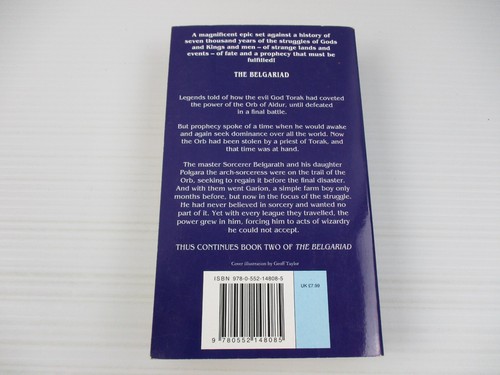 A magnificent epic set against a history of
seven thousand years of the struggles of Gods
and Kings and men – of strange lands and
events – of fate and a prophecy that must be
fulfilled!
THE BELGARIAD
Legends told of how the evil God Torak had coveted
the power of the Orb of Aldur, until defeated
in a final battle.
But prophecy spoke of a time when he would awake
and again seek dominance over all the world. Now
the Orb had been stolen by a priest of Torak, and
that time was at hand.
The master Sorcerer Belgarath and his daughter
Polgara the arch-sorceress were on the trail of the
Orb, seeking to regain it before the final disaster.
And with them went Garion, a simple farm boy only
months before, but now in the focus of the struggle.
He had never believed in sorcery and wanted no
part of it. Yet with every league they travelled, the
power grew in him, forcing him to acts of wizardry
he could not accept.
THUS CONTINUES BOOK TWO OF THE BELGARIAD
Cover illustration by Geoff Taylor
ISBN 978-0-552-14808-5
UK £7.99
9 780552 148085